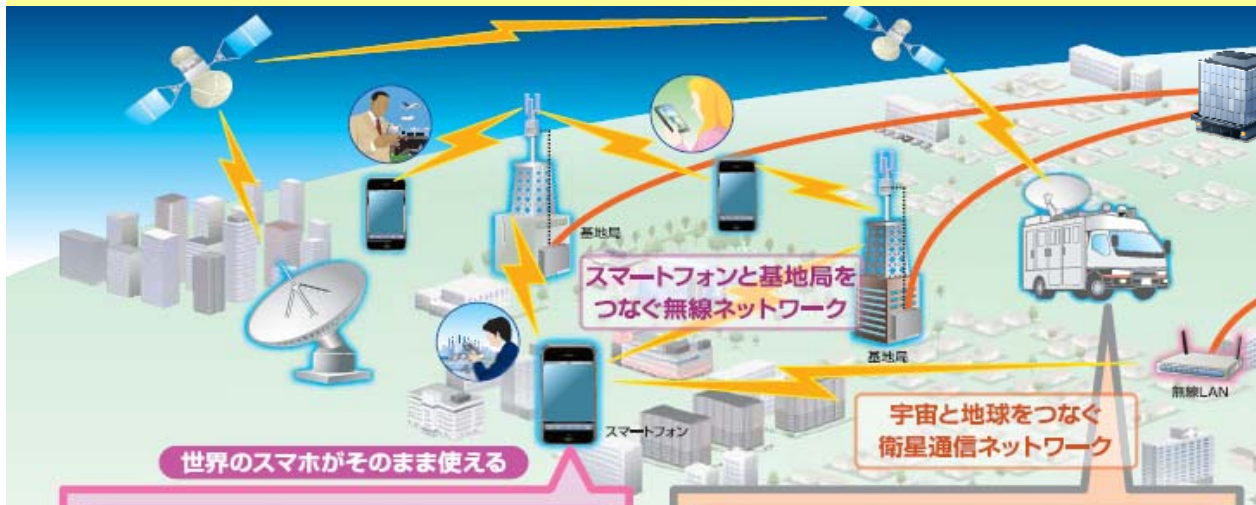 基地局
スマートフォンと基地局を
つなぐ無線ネットワーク
基地局
無線LAN
宇宙と地球をつなぐ
衛星通信ネットワーク
スマートフォン
世界のスマホがそのまま使える